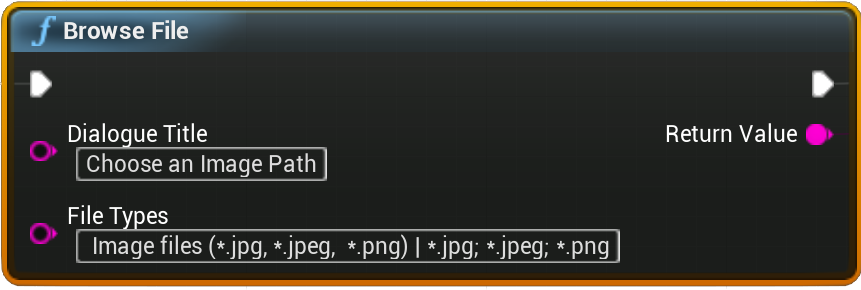 Browse File
Dialogue Title
Choose an Image Path
Return Value
File Types
Image files (*.jpg, *.jpeg,  *.png) | *.jpg; *.jpeg; *.png